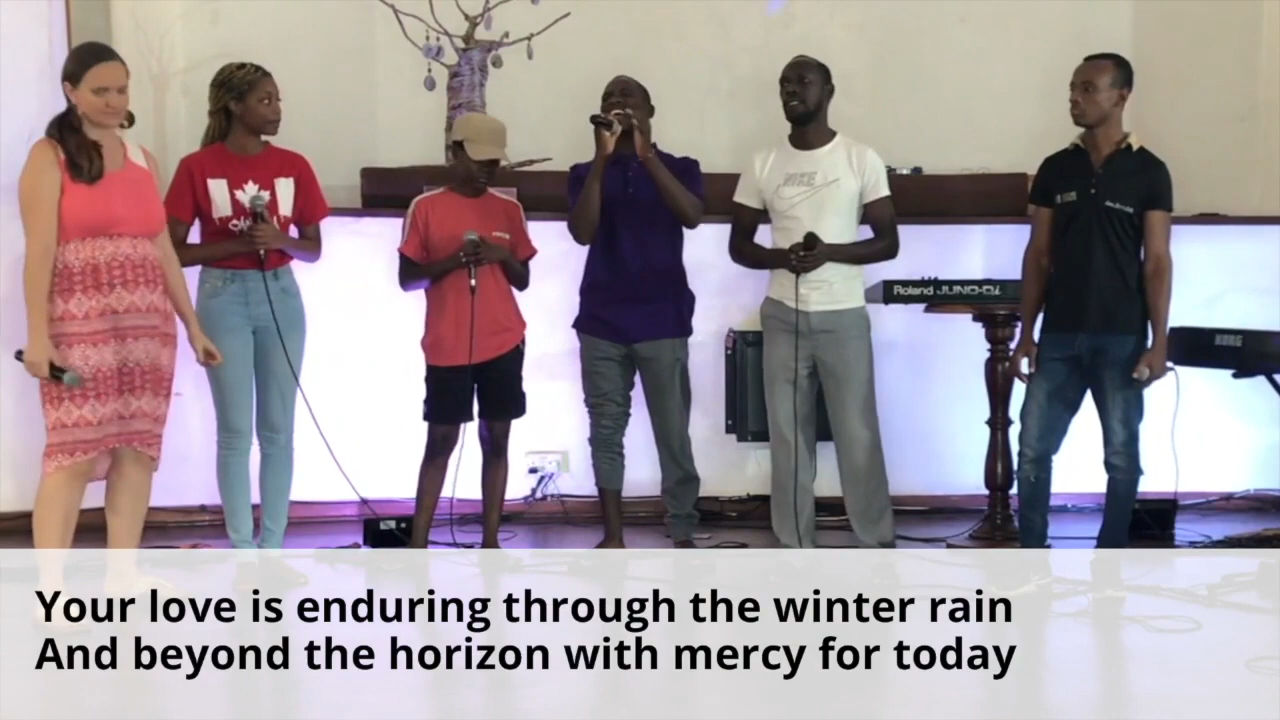 NIKE
Roland JUNO-Di
KORG
Your love is enduring through the winter rain
And beyond the horizon with mercy for today